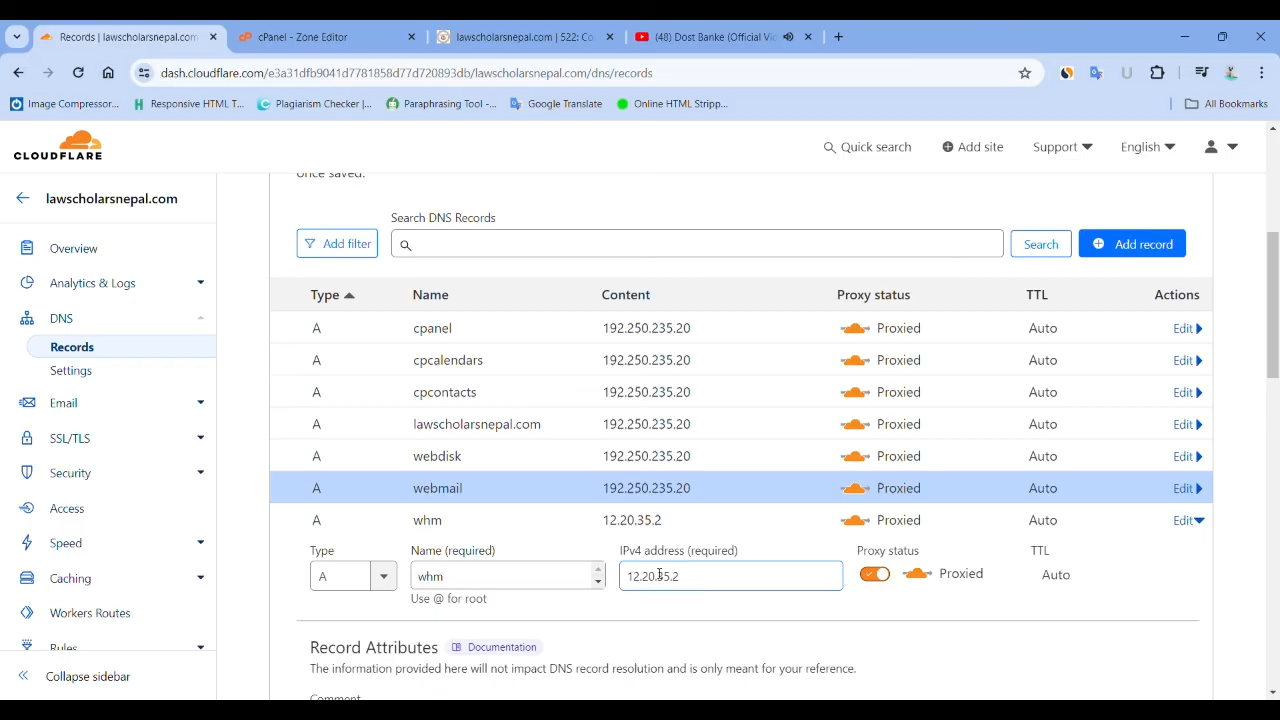 Records | lawscholarsnepal.com
cPanel - Zone Editor
lawscholarsnepal.com | 522: Co
(48) Dost Banke (Official Vi
dash.cloudflare.com/e3a31dfb9041d7781858d77d720893db/lawscholarsnepal.com/dns/records
Image Compressor...
Responsive HTML T...
Plagiarism Checker |...
Paraphrasing Tool -...
Google Translate
Online HTML Stripp...
All Bookmarks
CLOUDFLARE
Quick search
Add site
Support
English
lawscholarsnepal.com
once saved.
Overview
Analytics & Logs
DNS
Records
Settings
Email
SSL/TLS
Security
Access
Speed
Caching
Workers Routes
Rules
Collapse sidebar
Search DNS Records
Add filter
Search
Add record
Type Name Content Proxy status TTL Actions
A cpanel 192.250.235.20 Proxied Auto Edit
A cpcalendars 192.250.235.20 Proxied Auto Edit
A cpcontacts 192.250.235.20 Proxied Auto Edit
A lawscholarsnepal.com 192.250.235.20 Proxied Auto Edit
A webdisk 192.250.235.20 Proxied Auto Edit
A webmail 192.250.235.20 Proxied Auto Edit
A whm 12.20.35.2 Proxied Auto Edit
Type Name (required) IPv4 address (required) Proxy status TTL
A whm 12.20.35.2 Proxied Auto
Use @ for root
Record Attributes Documentation
The information provided here will not impact DNS record resolution and is only meant for your reference.
Comment